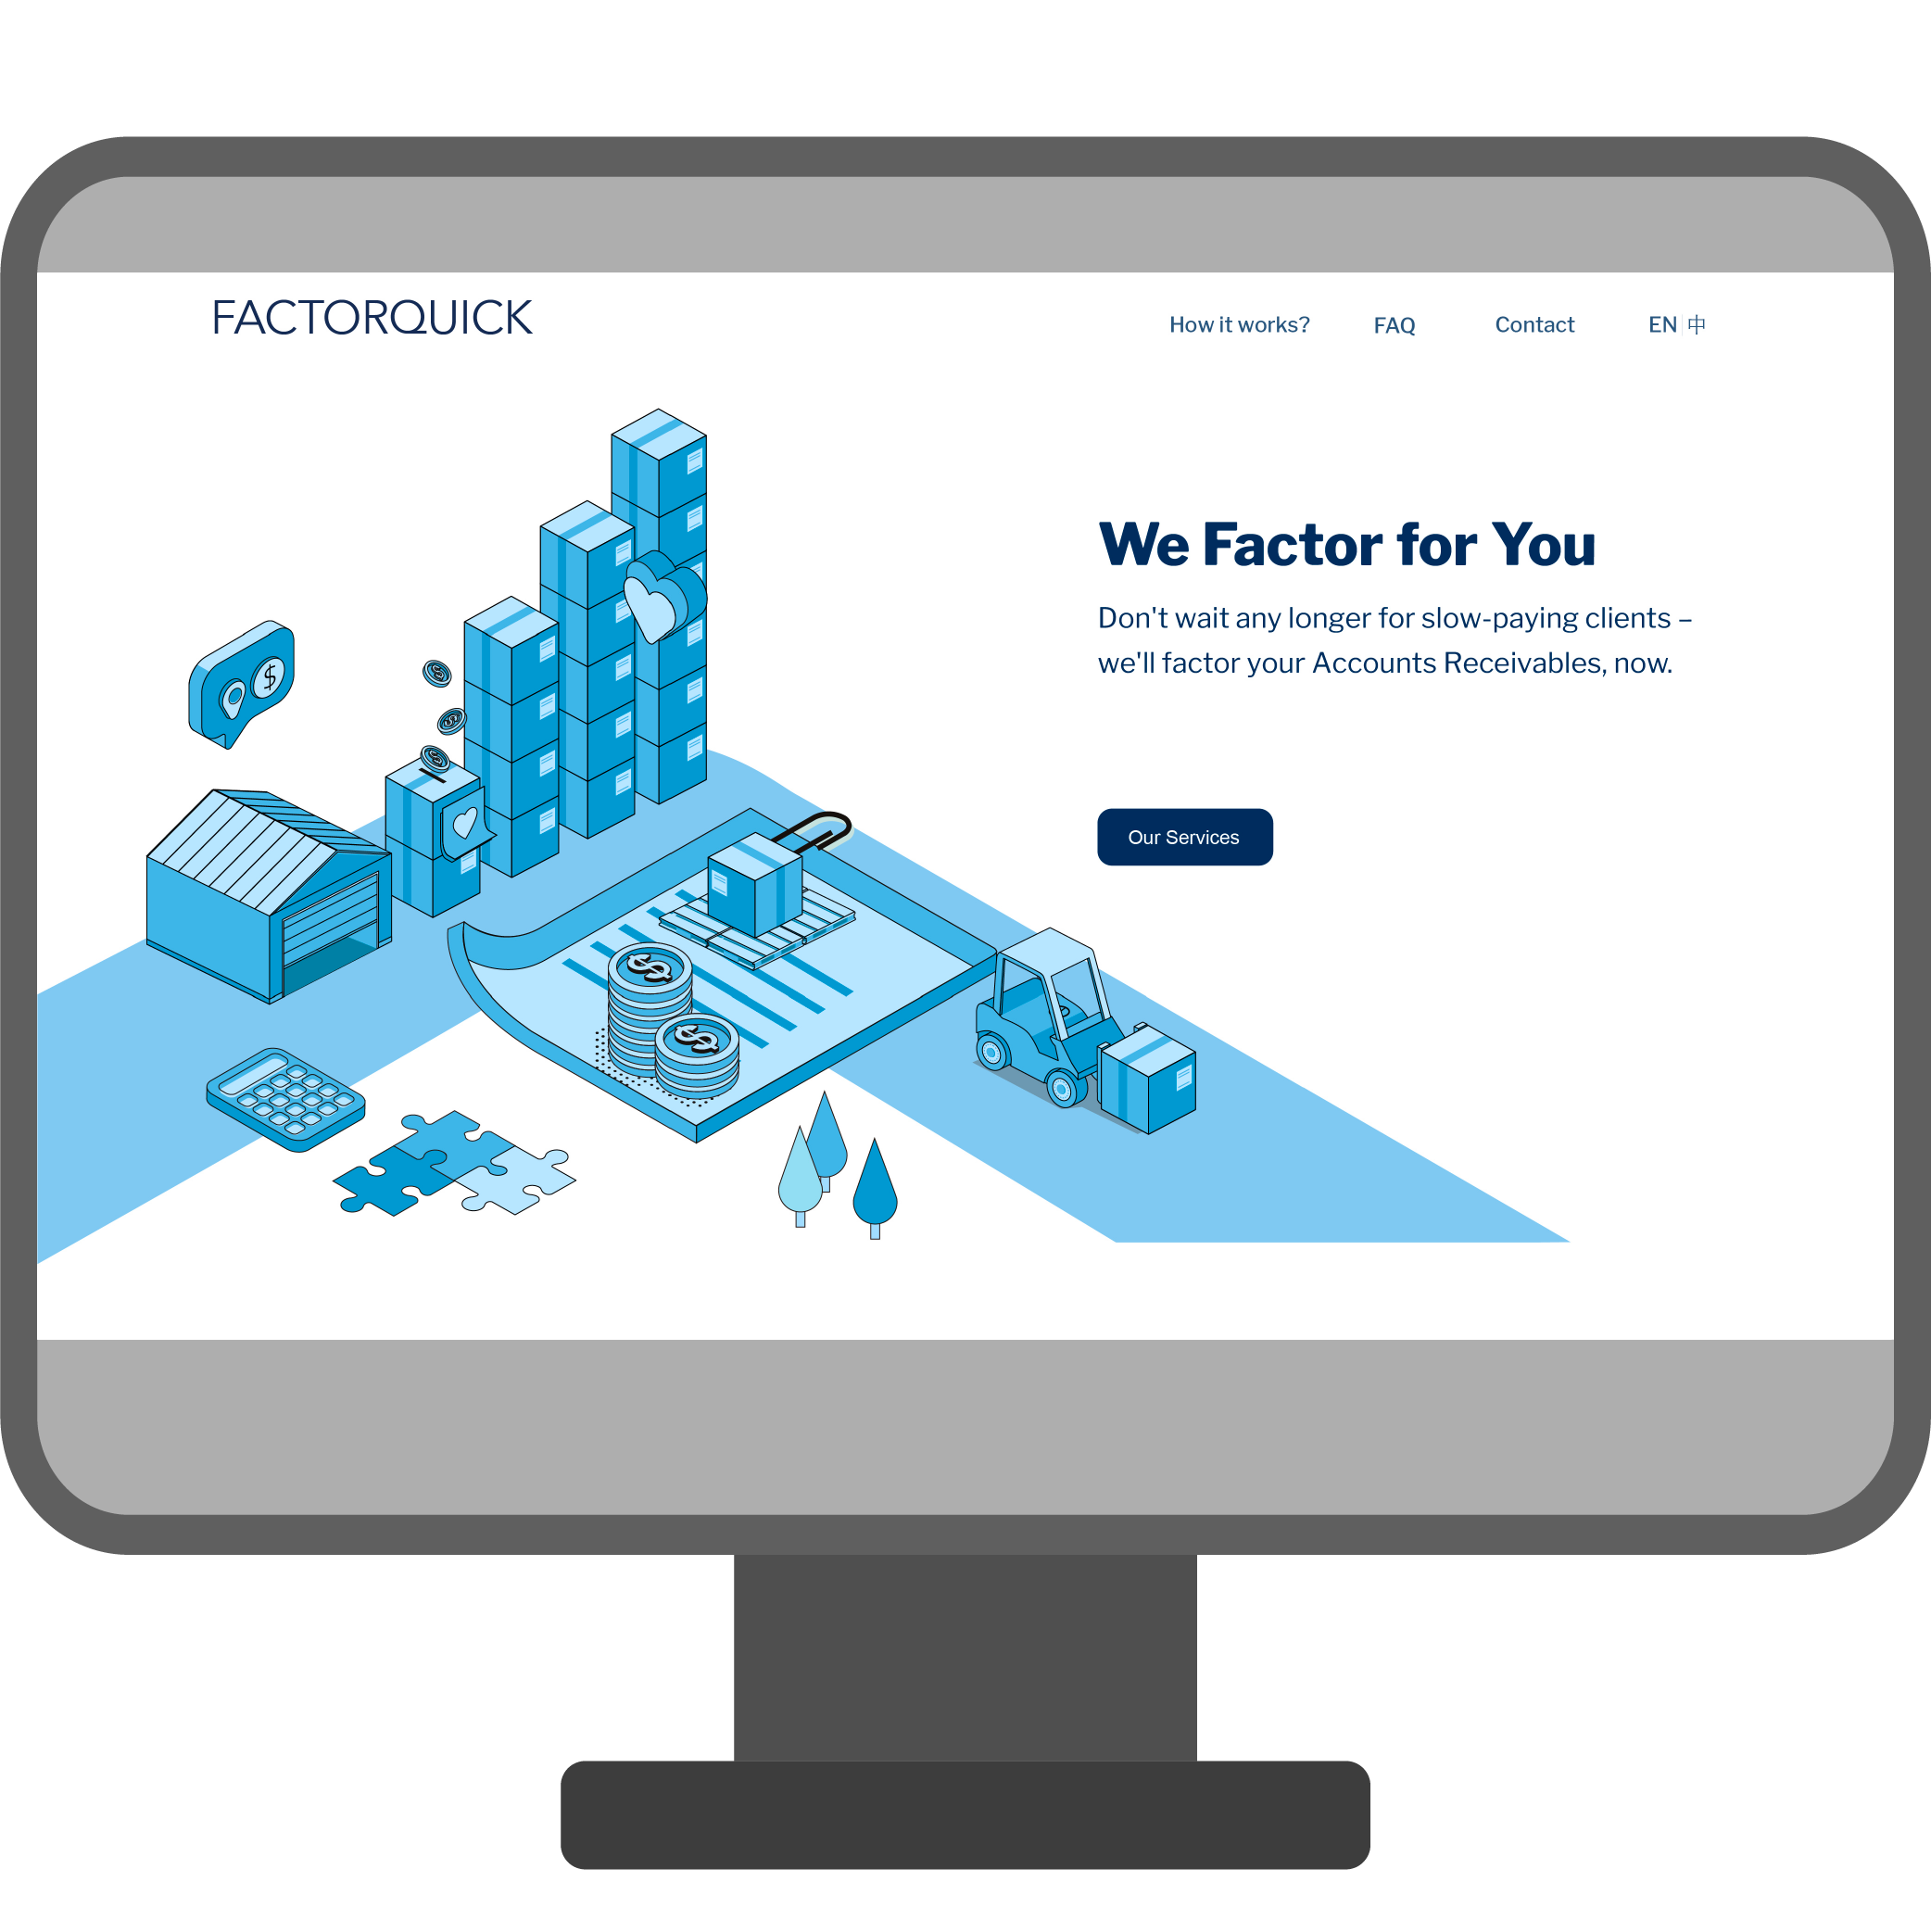 FACTORQUICK
How it works?
FAQ
Contact
EN | 中
We Factor for You
Don't wait any longer for slow-paying clients –
we'll factor your Accounts Receivables, now.
Our Services
$
$
$
$
$
$